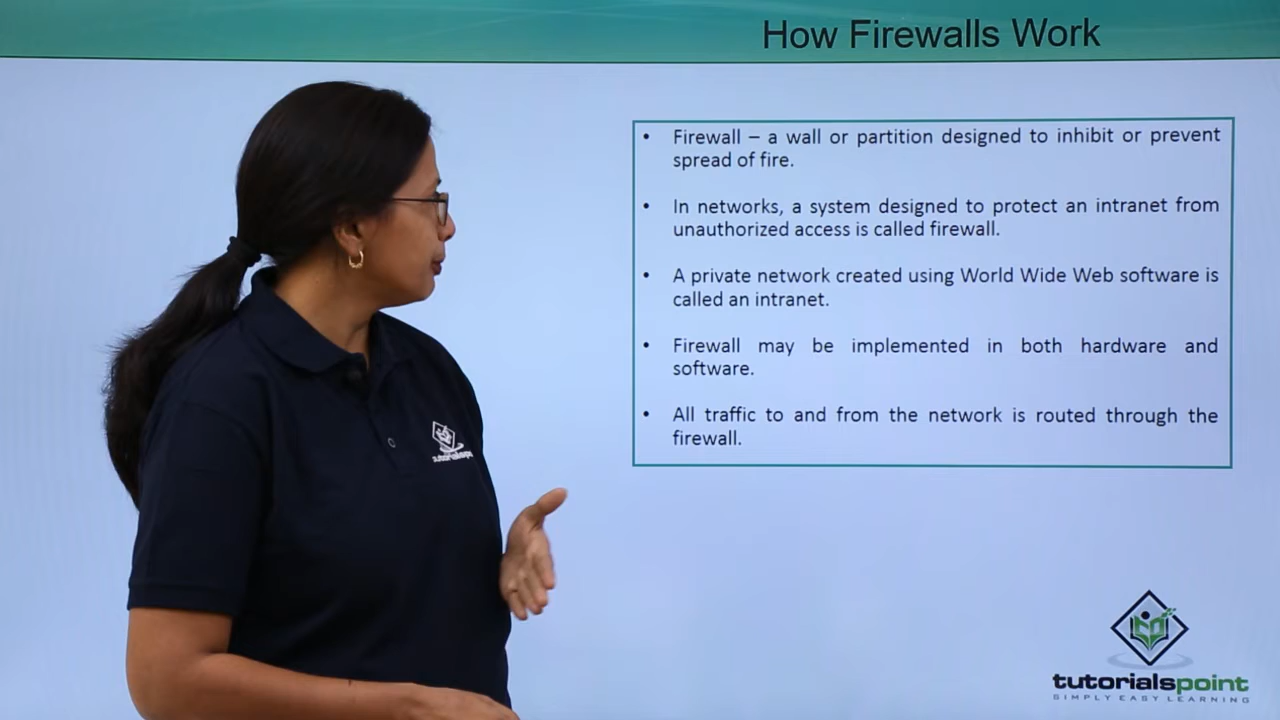 How Firewalls Work
• Firewall – a wall or partition designed to inhibit or prevent
spread of fire.
• In networks, a system designed to protect an intranet from
unauthorized access is called firewall.
• A private network created using World Wide Web software is
called an intranet.
• Firewall may be implemented in both hardware and
software.
• All traffic to and from the network is routed through the
firewall.
tutorialspoint
tutorialspoint
SIMPLY EASY LEARNING